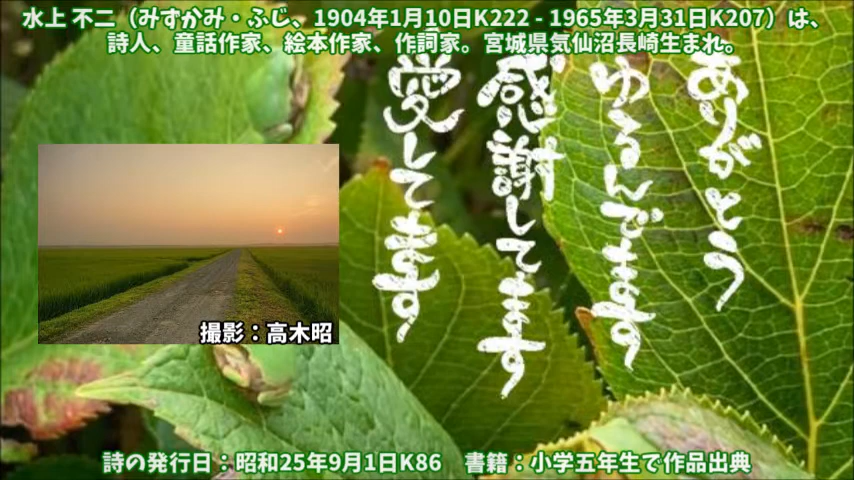 水上 不二（みずかみ・ふじ、1904年1月10日K222 - 1965年3月31日K207）は、
詩人、童話作家、絵本作家、作詞家。宮城県気仙沼長崎生まれ。
ありがとう
ゆるんでます
感謝してます
愛してます
撮影：高木昭
詩の発行日：昭和25年9月1日K86　書籍：小学五年生で作品出典